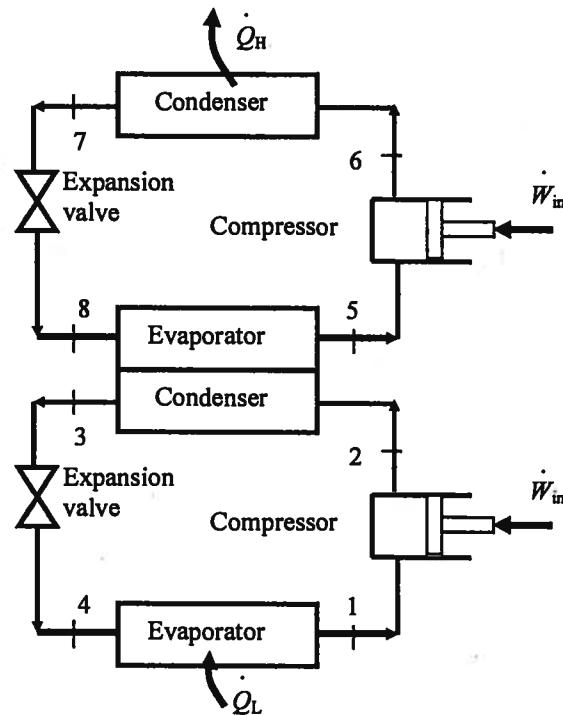 Q̇H
Condenser
7
6
Expansion
valve
Ẇin
Compressor
8
5
Evaporator
Condenser
3
2
Expansion
valve
Ẇin
Compressor
4
1
Evaporator
Q̇L